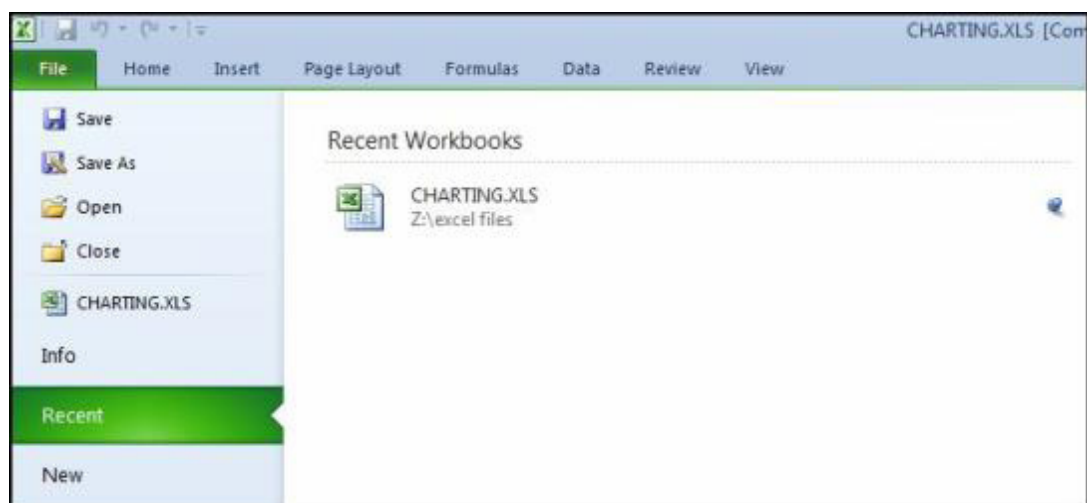 CHARTING.XLS [Com
File Home Insert Page Layout Formulas Data Review View
Save
Save As
Open
Close
CHARTING.XLS
Info
Recent
New
Recent Workbooks
CHARTING.XLS
Z:\excel files